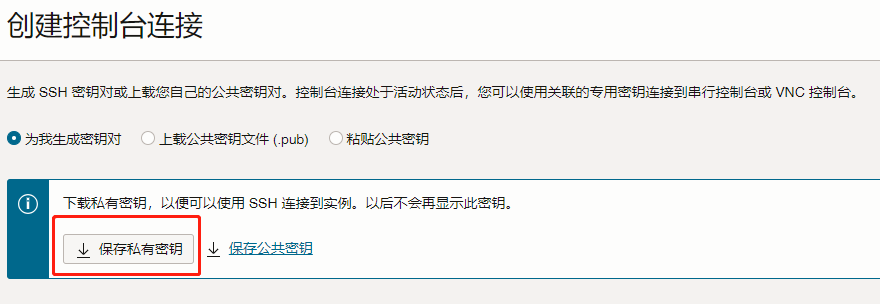 创建控制台连接
生成 SSH 密钥对或上载您自己的公共密钥对。控制台连接处于活动状态后，您可以使用关联的专用密钥连接到串行控制台或 VNC 控制台。
为我生成密钥对 上载公共密钥文件 (.pub) 粘贴公共密钥
下载私有密钥，以便可以使用 SSH 连接到实例。以后不会再显示此密钥。
保存私有密钥 保存公共密钥